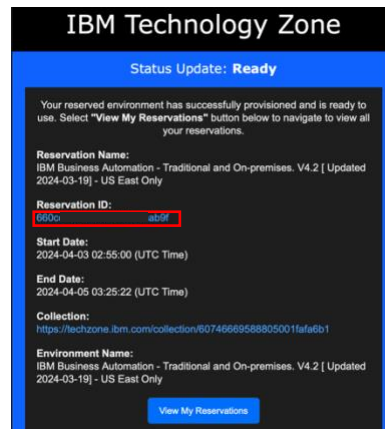 IBM Technology Zone
Status Update: Ready
Your reserved environment has successfully provisioned and is ready to
use. Select "View My Reservations" button below to navigate to view all
your reservations.
Reservation Name:
IBM Business Automation - Traditional and On-premises. V4.2 [ Updated
2024-03-19] - US East Only
Reservation ID:
660c ab9f
Start Date:
2024-04-03 02:55:00 (UTC Time)
End Date:
2024-04-05 03:25:22 (UTC Time)
Collection:
https://techzone.ibm.com/collection/60746669588805001fafa6b1
Environment Name:
IBM Business Automation - Traditional and On-premises. V4.2 [ Updated
2024-03-19] - US East Only
View My Reservations